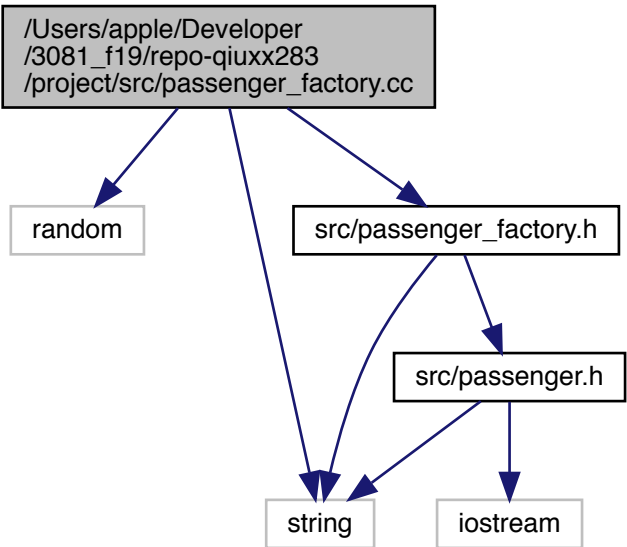 /Users/apple/Developer
/3081_f19/repo-qiuxx283
/project/src/passenger_factory.cc
random
src/passenger_factory.h
src/passenger.h
string
iostream